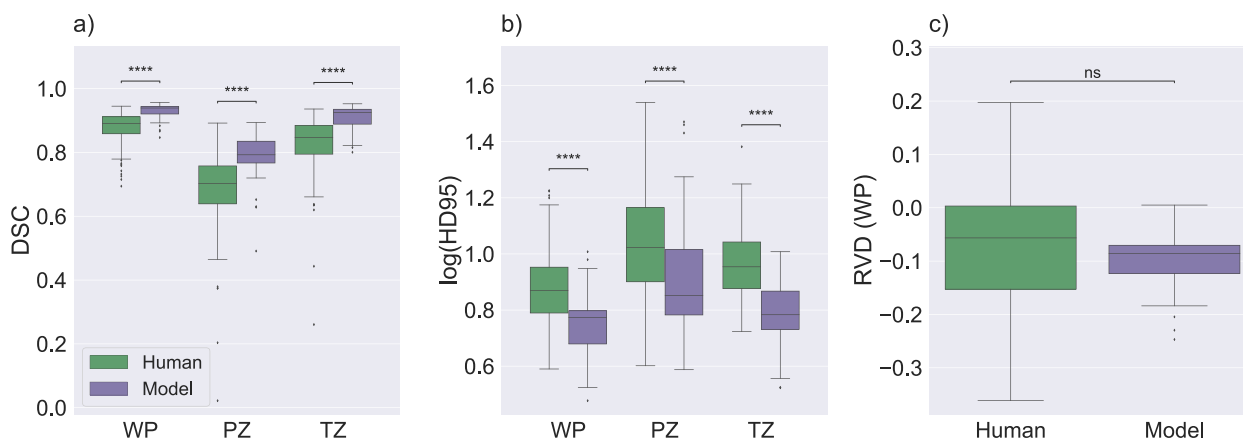 a)
DSC
1.0
0.8
0.6
0.4
0.2
0.0
****
****
****
Human
Model
WP PZ TZ
b)
log(HD95)
1.6
1.4
1.2
1.0
0.8
0.6
****
****
****
WP PZ TZ
c)
RVD (WP)
0.3
0.2
0.1
0.0
−0.1
−0.2
−0.3
ns
Human Model